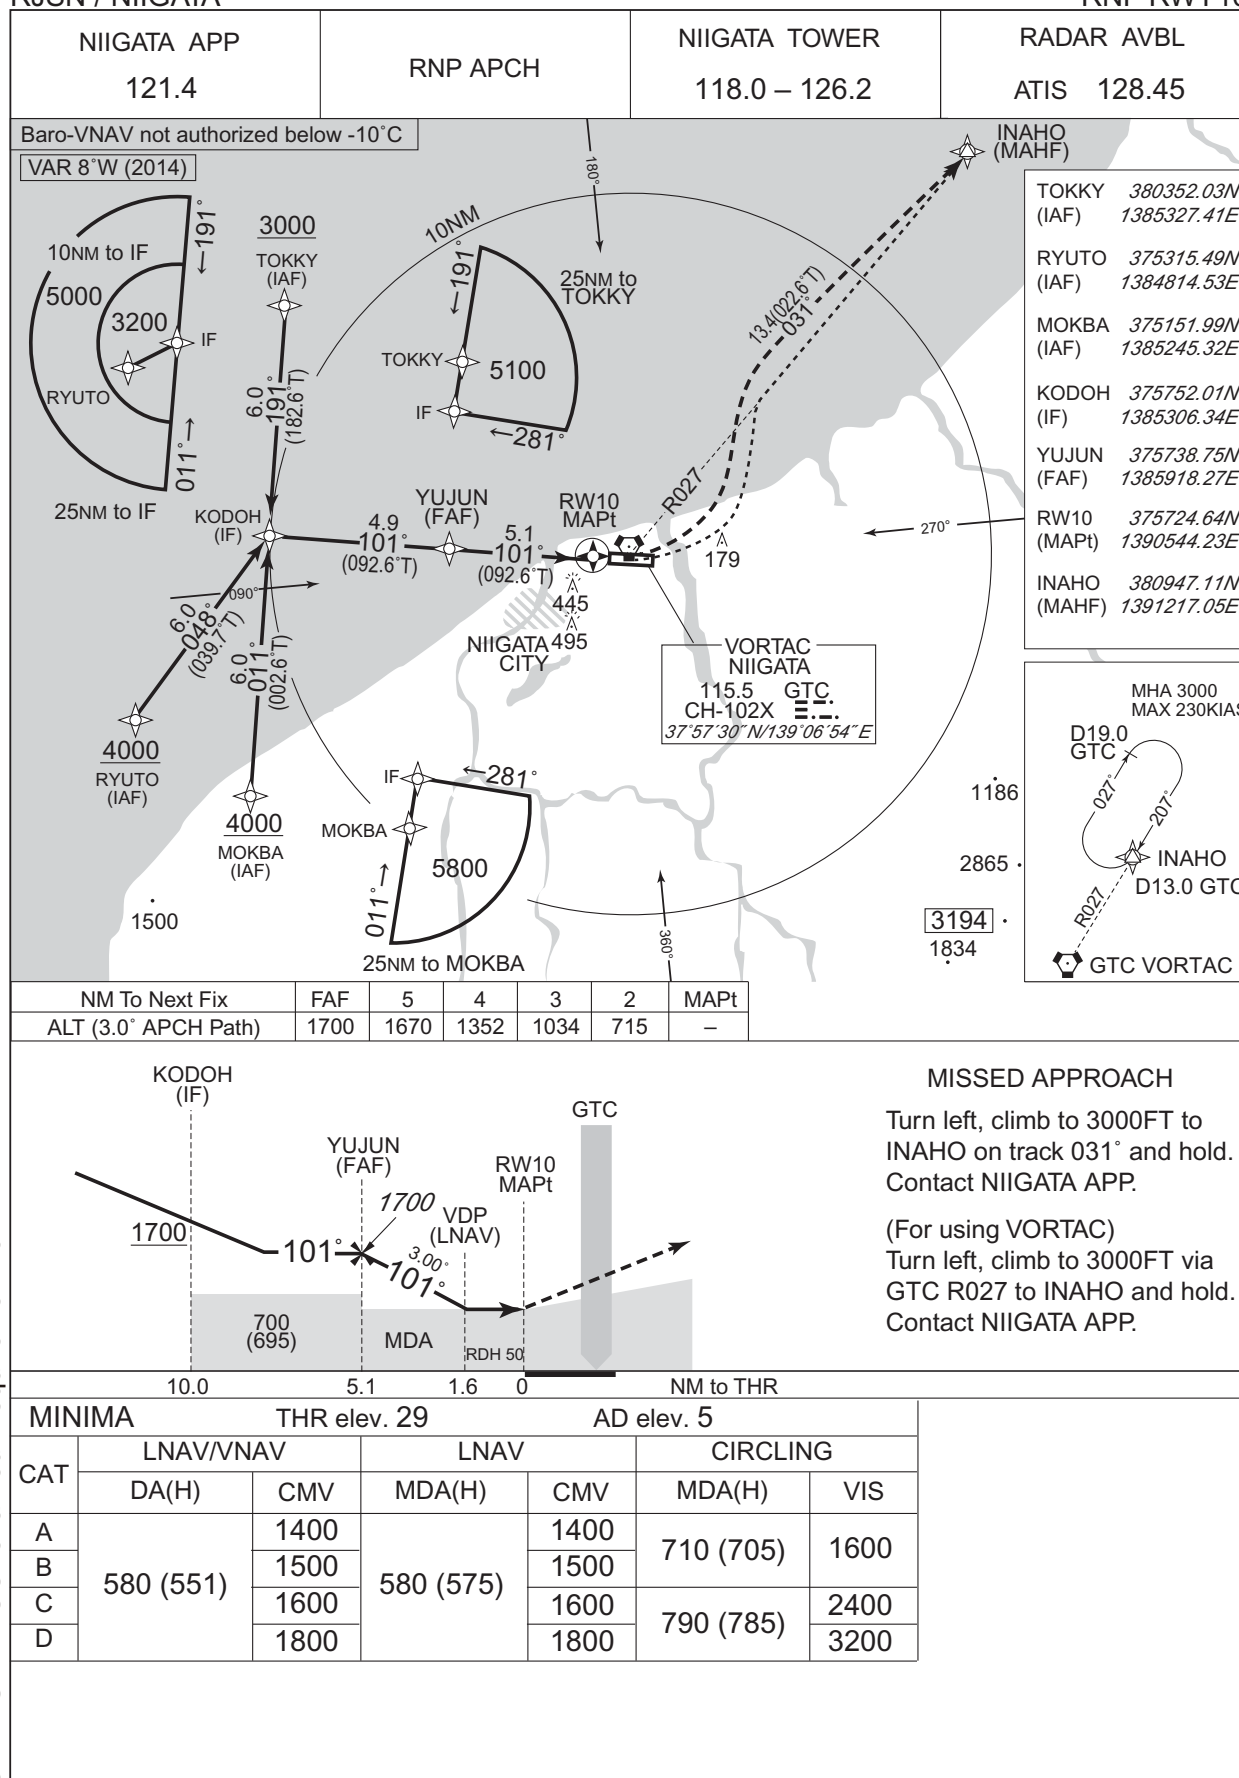 RJSN / NIIGATA
RNP RWY 10
NIIGATA APP
121.4
RNP APCH
NIIGATA TOWER
118.0 – 126.2
RADAR AVBL
ATIS 128.45
Baro-VNAV not authorized below -10˚C
VAR 8˚W (2014)
INAHO
(MAHF)
180˚
10NM
10NM to IF
5000
3200
IF
RYUTO
←191˚
011˚→
25NM to IF
3000
TOKKY
(IAF)
6.0
191˚
(182.6˚T)
←191˚
25NM to
TOKKY
TOKKY
5100
IF
←281˚
13.4(022.6˚T)
031˚
R027
TOKKY 380352.03N
(IAF) 1385327.41E
RYUTO 375315.49N
(IAF) 1384814.53E
MOKBA 375151.99N
(IAF) 1385245.32E
KODOH 375752.01N
(IF) 1385306.34E
YUJUN 375738.75N
(FAF) 1385918.27E
RW10 375724.64N
(MAPt) 1390544.23E
INAHO 380947.11N
(MAHF) 1391217.05E
KODOH
(IF)
4.9
101˚
(092.6˚T)
YUJUN
(FAF)
5.1
101˚
(092.6˚T)
RW10
MAPt
179
270˚
090˚
6.0
048˚
(039.7˚T)
6.0
011˚
(002.6˚T)
445
495
NIIGATA
CITY
VORTAC
NIIGATA
115.5 GTC
CH-102X
37˚57´30˝N/139˚06´54˝E
4000
RYUTO
(IAF)
4000
MOKBA
(IAF)
IF
←281˚
MOKBA
5800
011˚→
25NM to MOKBA
360˚
1500
1186
2865
3194
1834
MHA 3000
MAX 230KIAS
D19.0
GTC
027˚
207˚
INAHO
D13.0 GTC
R027
GTC VORTAC
NM To Next Fix FAF 5 4 3 2 MAPt
ALT (3.0˚ APCH Path) 1700 1670 1352 1034 715 –
KODOH
(IF)
YUJUN
(FAF)
GTC
RW10
MAPt
1700
VDP
(LNAV)
1700
101˚
3.00˚
101˚
700
(695)
MDA
RDH 50
10.0 5.1 1.6 0 NM to THR
MISSED APPROACH
Turn left, climb to 3000FT to
INAHO on track 031˚ and hold.
Contact NIIGATA APP.
(For using VORTAC)
Turn left, climb to 3000FT via
GTC R027 to INAHO and hold.
Contact NIIGATA APP.
MINIMA THR elev. 29 AD elev. 5
CAT LNAV/VNAV LNAV CIRCLING
DA(H) CMV MDA(H) CMV MDA(H) VIS
A 580 (551) 1400 580 (575) 1400 710 (705) 1600
B 1500 1500
C 1600 1600 790 (785) 2400
D 1800 1800 3200